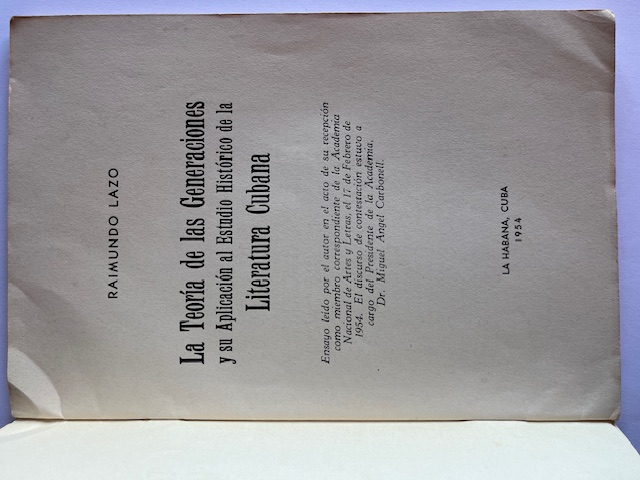 RAIMUNDO LAZO
La Teoría de las Generaciones
y su Aplicación al Estudio Histórico de la
Literatura Cubana
Ensayo leído por el autor en el acto de su recepción
como miembro correspondiente de la Academia
Nacional de Artes y Letras, el 17 de Febrero de
1954. El discurso de contestación estuvo a
cargo del Presidente de la Academia,
Dr. Miguel Angel Carbonell.
LA HABANA, CUBA
1954